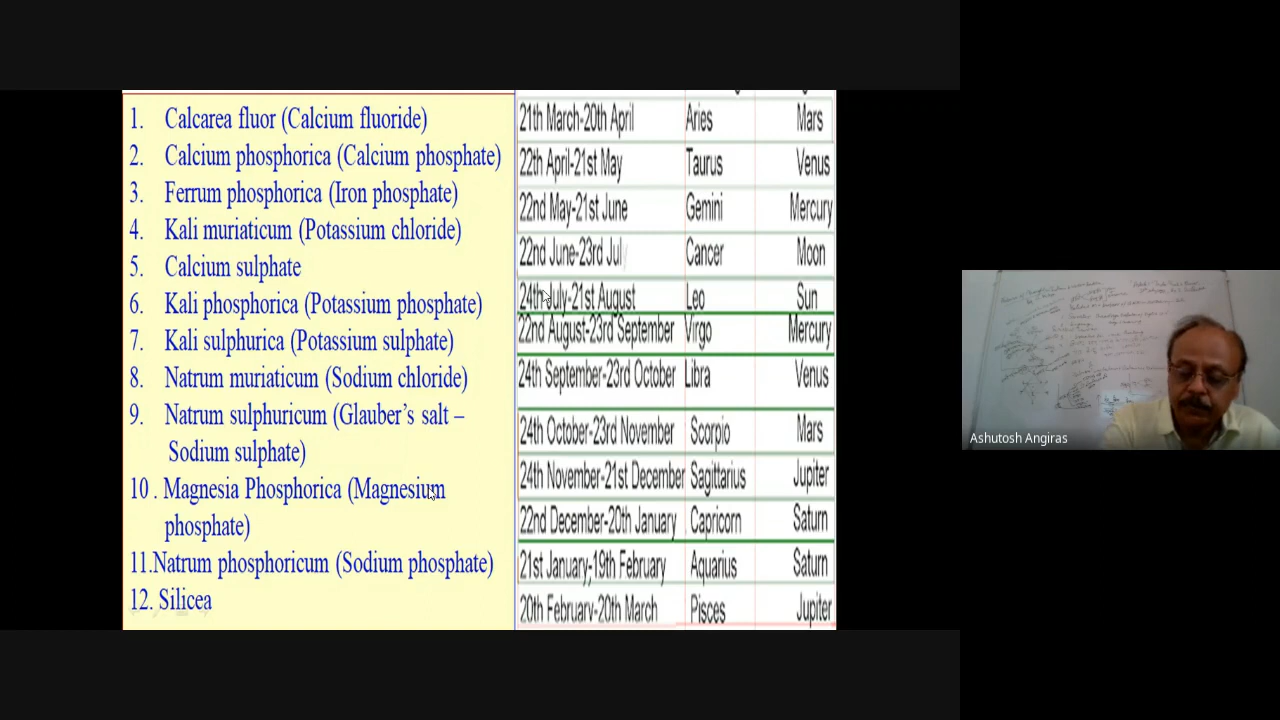 1. Calcarea fluor (Calcium fluoride)
2. Calcium phosphorica (Calcium phosphate)
3. Ferrum phosphorica (Iron phosphate)
4. Kali muriaticum (Potassium chloride)
5. Calcium sulphate
6. Kali phosphorica (Potassium phosphate)
7. Kali sulphurica (Potassium sulphate)
8. Natrum muriaticum (Sodium chloride)
9. Natrum sulphuricum (Glauber’s salt –
Sodium sulphate)
10 . Magnesia Phosphorica (Magnesium
phosphate)
11.Natrum phosphoricum (Sodium phosphate)
12. Silicea
21th March-20th April Aries Mars
22th April-21st May Taurus Venus
22nd May-21st June Gemini Mercury
22nd June-23rd July Cancer Moon
24th July-21st August Leo Sun
22nd August-23rd September Virgo Mercury
24th September-23rd October Libra Venus
24th October-23rd November Scorpio Mars
24th November-21st December Sagittarius Jupiter
22nd December-20th January Capricorn Saturn
21st January-19th February Aquarius Saturn
20th February-20th March Pisces Jupiter
Ashutosh Angiras